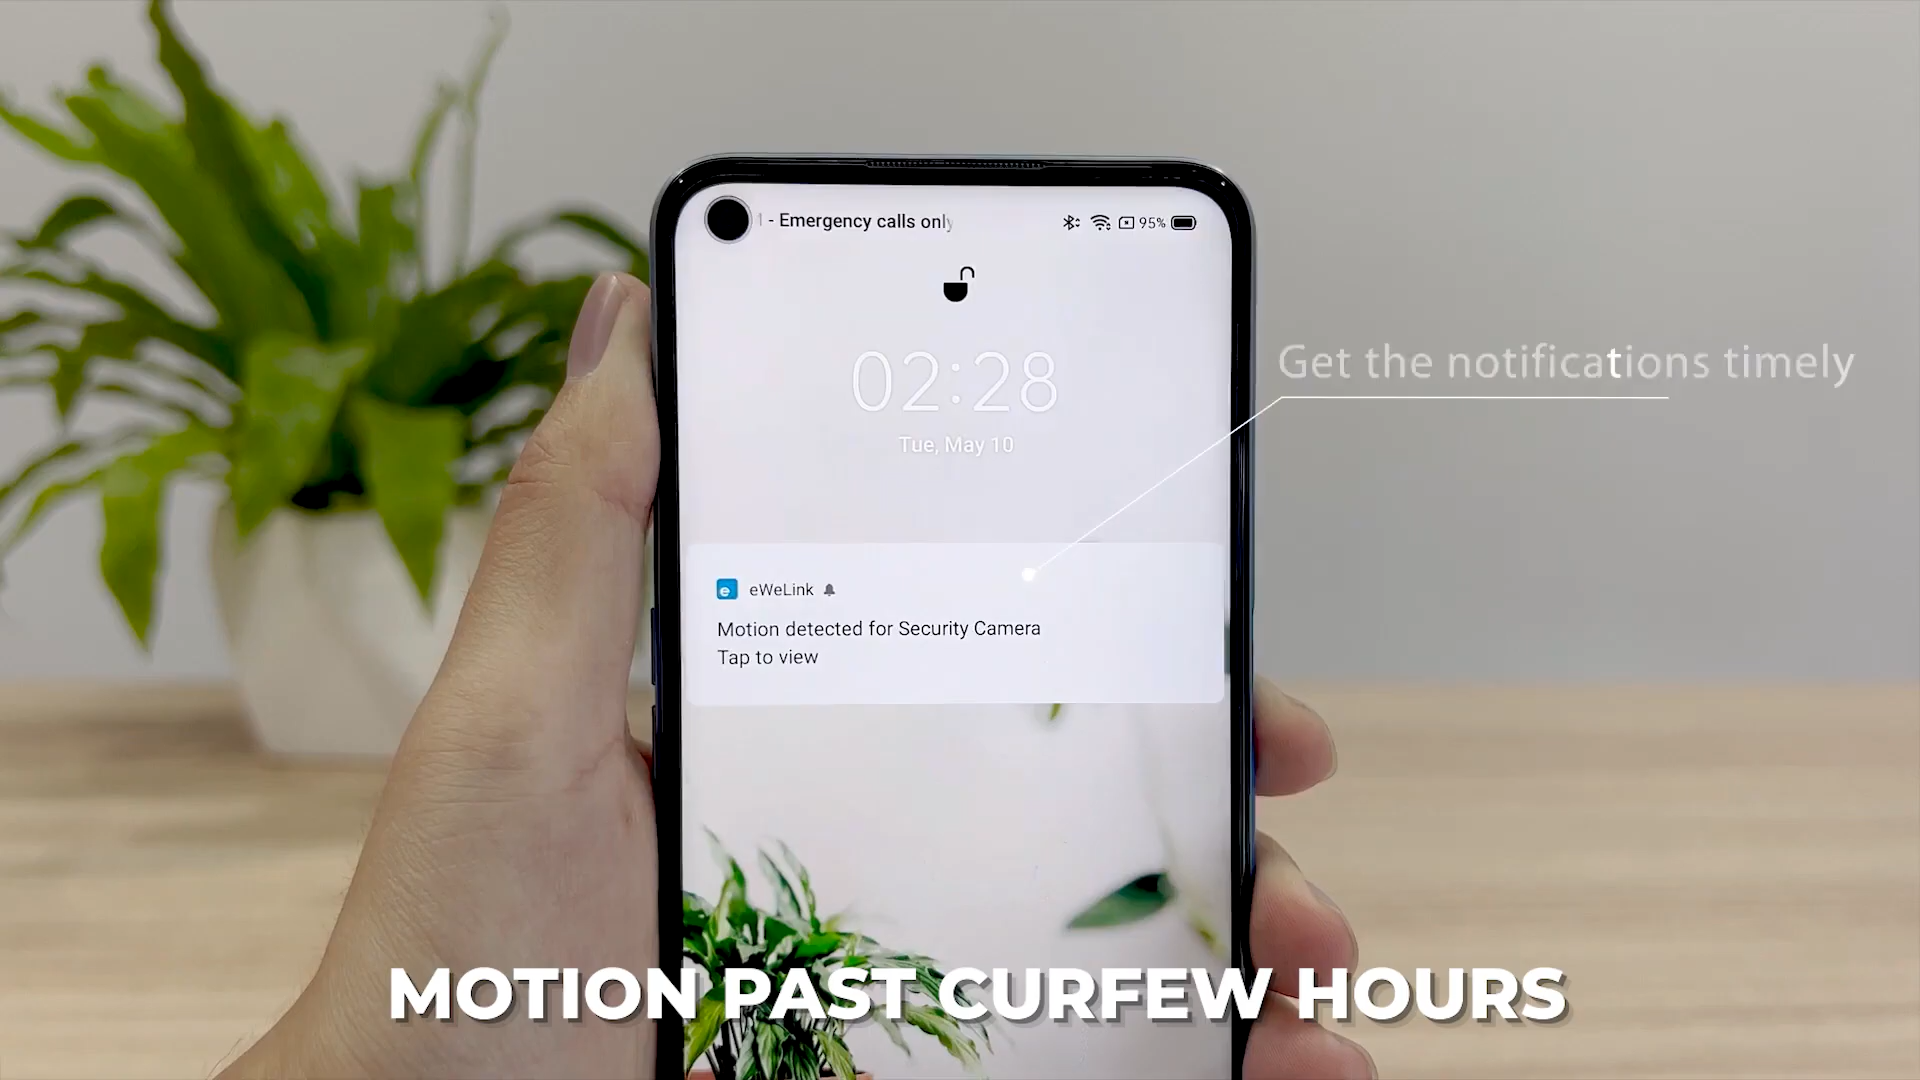 - Emergency calls only
95%
02:28
Tue, May 10
Get the notifications timely
eWeLink
Motion detected for Security Camera
Tap to view
MOTION PAST CURFEW HOURS